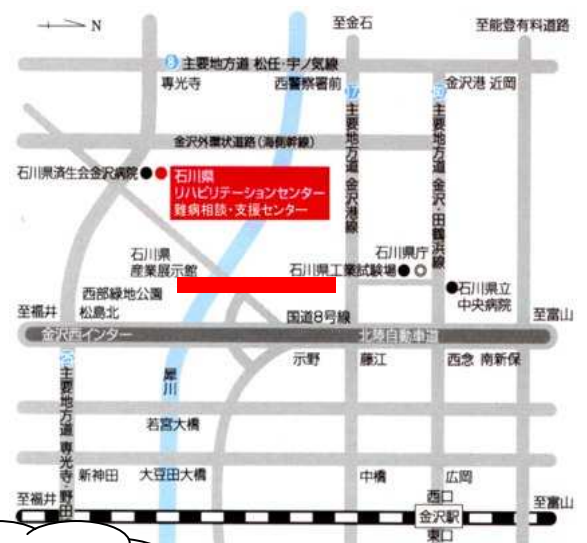 N
至金石
至能登有料道路
8 主要地方道 松任・宇ノ気線
専光寺
西警察署前
金沢港 近岡
17 主要地方道 金沢港線
60 主要地方道 金沢・田鶴浜線
金沢外環状道路(海側幹線)
石川県済生会金沢病院
石川県
リハビリテーションセンター
難病相談・支援センター
石川県
産業展示館
石川県庁
石川県工業試験場
石川県立
中央病院
西部緑地公園
松島北
至福井
国道8号線
至富山
金沢西インター
北陸自動車道
示野
藤江
西念 南新保
25 主要地方道 専光寺・野田
犀川
若宮大橋
新神田
大豆田大橋
中橋
広岡
至福井
西口
至富山
金沢駅
東口